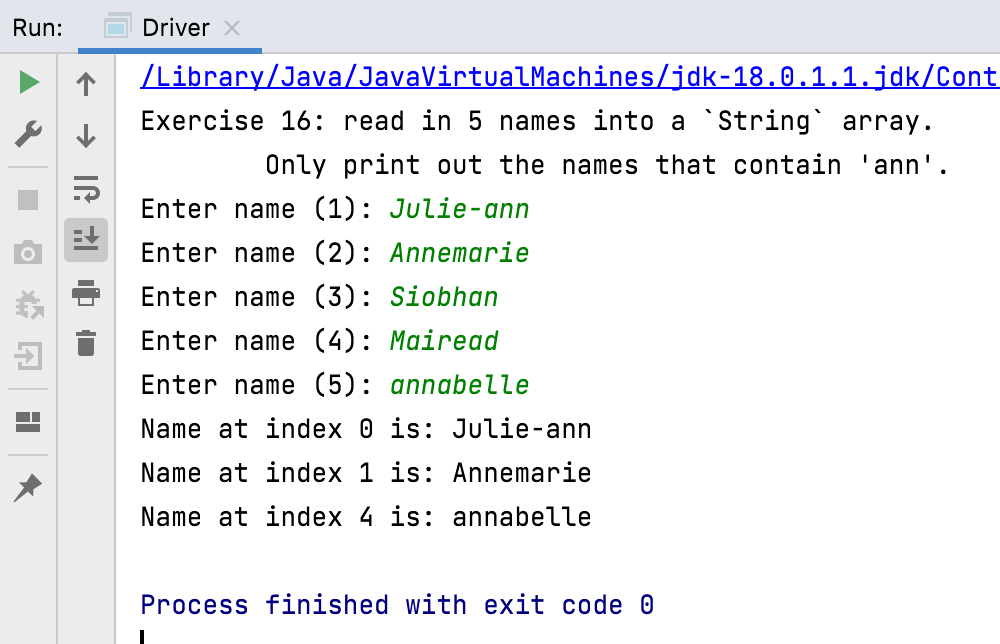 Run: Driver
/Library/Java/JavaVirtualMachines/jdk-18.0.1.1.jdk/Cont
Exercise 16: read in 5 names into a `String` array.
Only print out the names that contain 'ann'.
Enter name (1): Julie-ann
Enter name (2): Annemarie
Enter name (3): Siobhan
Enter name (4): Mairead
Enter name (5): annabelle
Name at index 0 is: Julie-ann
Name at index 1 is: Annemarie
Name at index 4 is: annabelle
Process finished with exit code 0